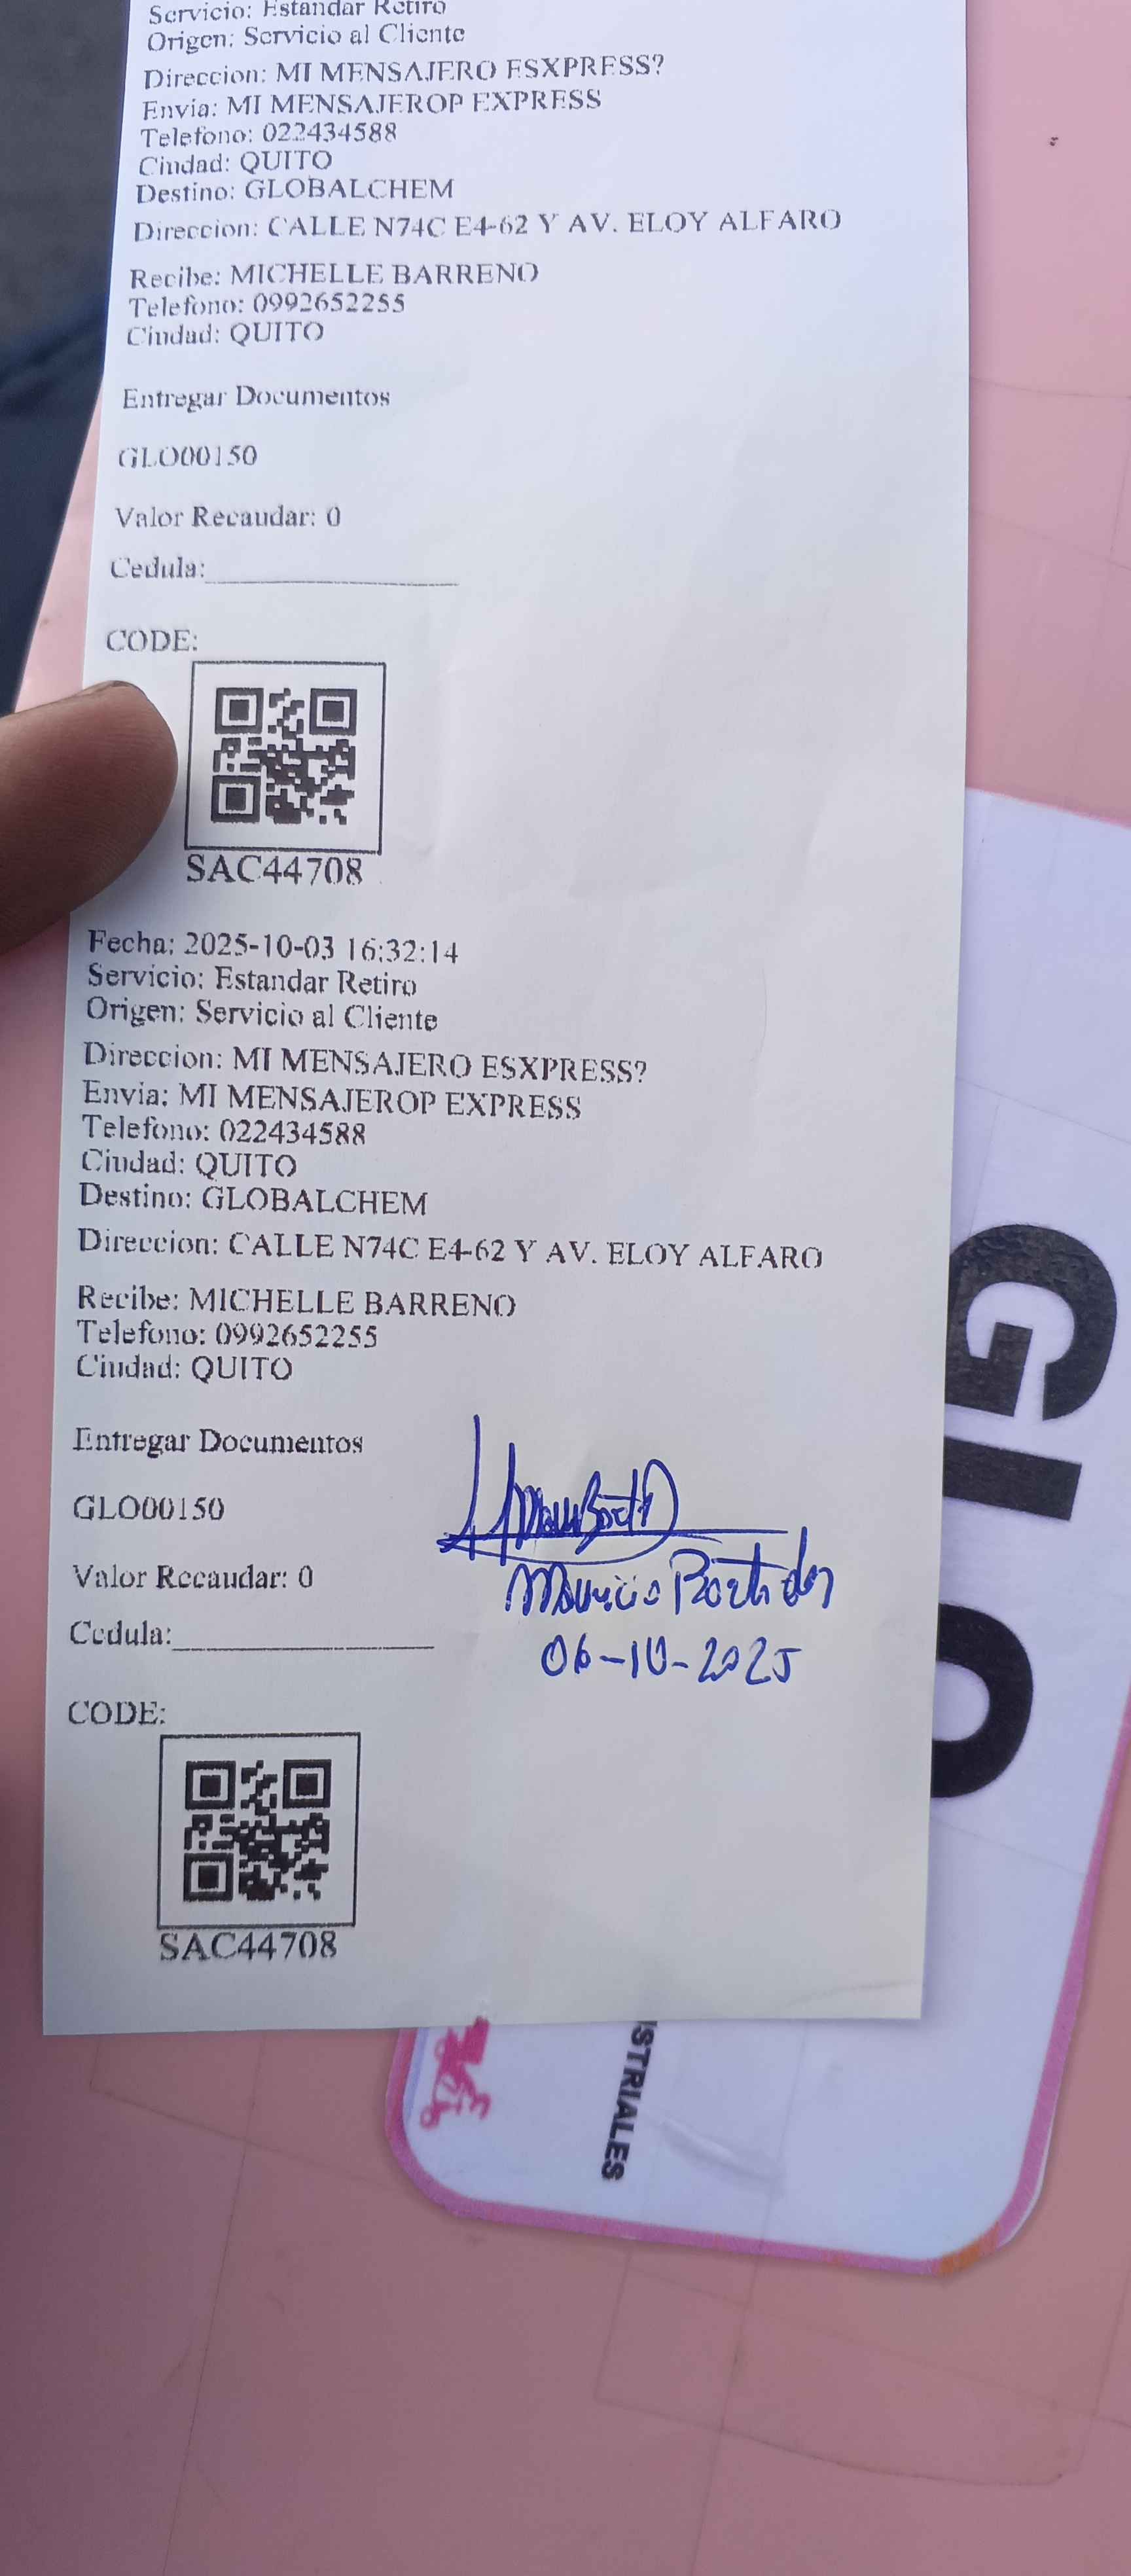 Servicio: Estandar Retiro
Origen: Servicio al Cliente
Direccion: MI MENSAJERO ESXPRESS?
Envia: MI MENSAJEROP EXPRESS
Telefono: 022434588
Ciudad: QUITO
Destino: GLOBALCHEM
Direccion: CALLE N74C E4-62 Y AV. ELOY ALFARO
Recibe: MICHELLE BARRENO
Telefono: 0992652255
Ciudad: QUITO
Entregar Documentos
GLO00150
Valor Recaudar: 0
Cedula:
CODE:
SAC44708
Fecha: 2025-10-03 16:32:14
Servicio: Estandar Retiro
Origen: Servicio al Cliente
Direccion: MI MENSAJERO ESXPRESS?
Envia: MI MENSAJEROP EXPRESS
Telefono: 022434588
Ciudad: QUITO
Destino: GLOBALCHEM
Direccion: CALLE N74C E4-62 Y AV. ELOY ALFARO
Recibe: MICHELLE BARRENO
Telefono: 0992652255
Ciudad: QUITO
Entregar Documentos
GLO00150
Valor Recaudar: 0
Mauricio
06-10-2025
Cedula:
CODE:
SAC44708
GLO
STRIALES